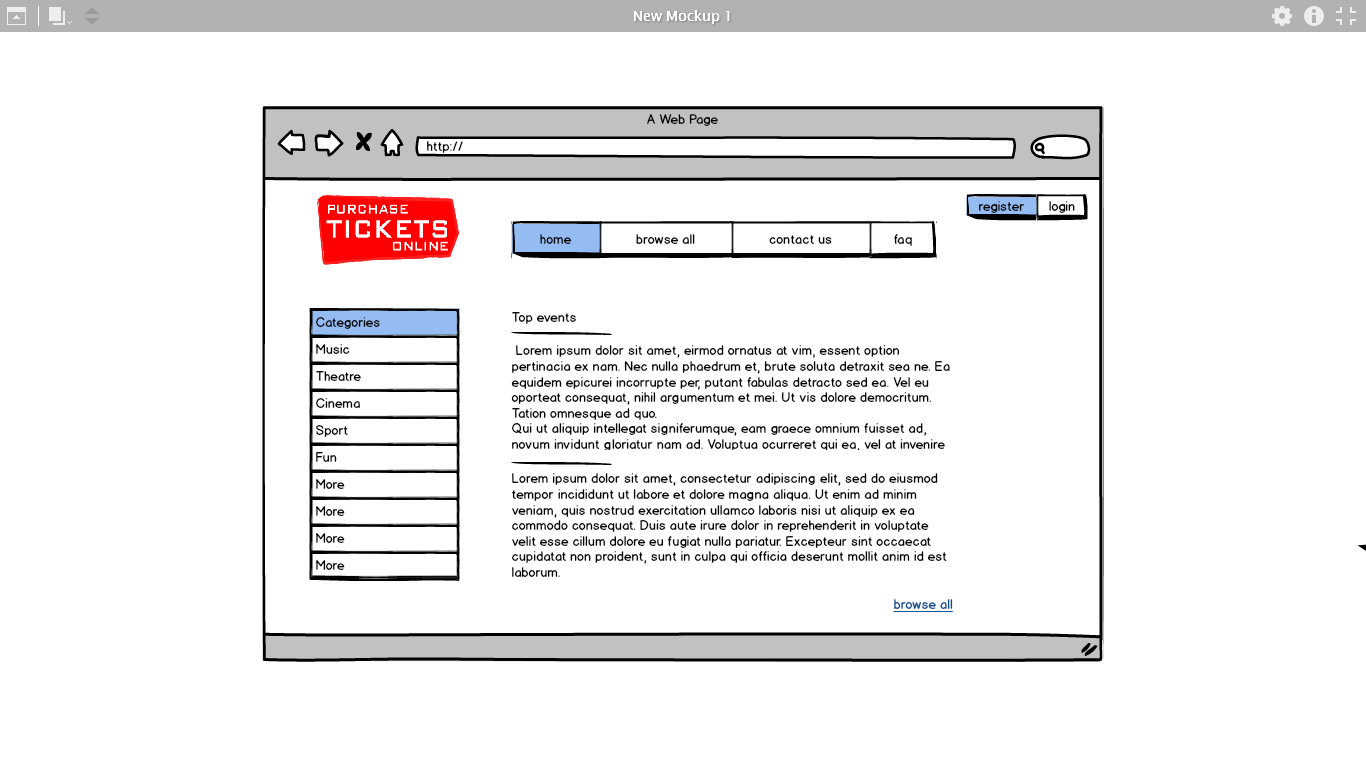 New Mockup 1
A Web Page
http://
register login
PURCHASE
TICKETS
ONLINE
home browse all contact us faq
Categories
Music
Theatre
Cinema
Sport
Fun
More
More
More
More
Top events
Lorem ipsum dolor sit amet, eirmod ornatus at vim, essent option
pertinacia ex nam. Nec nulla phaedrum et, brute soluta detraxit sea ne. Ea
equidem epicurei incorrupte per, putant fabulas detracto sed ea. Vel eu
oporteat consequat, nihil argumentum et mei. Ut vis dolore democritum.
Tation omnesque ad quo.
Qui ut aliquip intellegat signiferumque, eam graece omnium fuisset ad,
novum invidunt gloriatur nam ad. Voluptua ocurreret qui ea, vel at invenire
Lorem ipsum dolor sit amet, consectetur adipiscing elit, sed do eiusmod
tempor incididunt ut labore et dolore magna aliqua. Ut enim ad minim
veniam, quis nostrud exercitation ullamco laboris nisi ut aliquip ex ea
commodo consequat. Duis aute irure dolor in reprehenderit in voluptate
velit esse cillum dolore eu fugiat nulla pariatur. Excepteur sint occaecat
cupidatat non proident, sunt in culpa qui officia deserunt mollit anim id est
laborum.
browse all